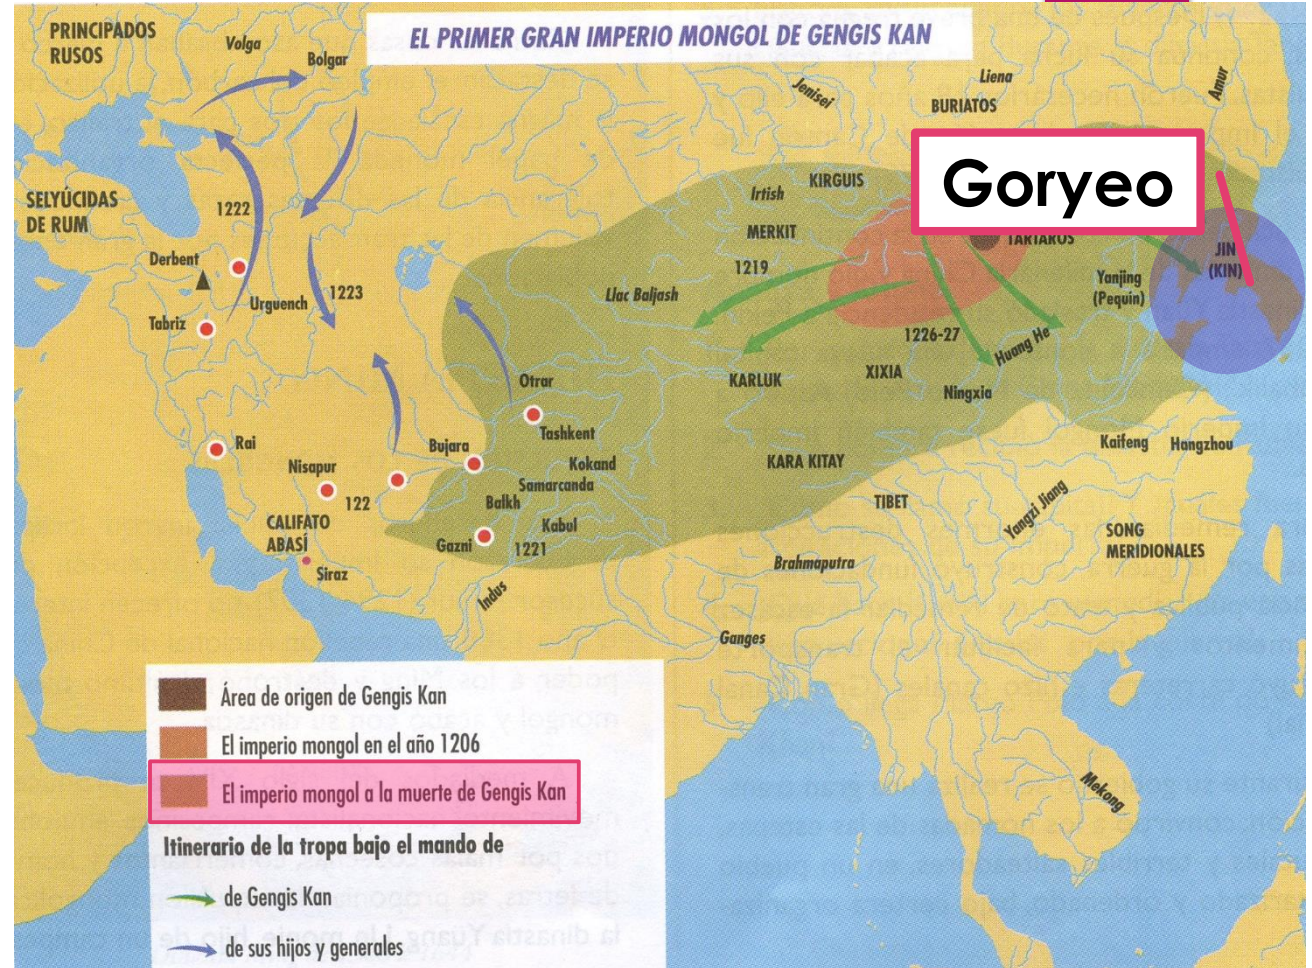 EL PRIMER GRAN IMPERIO MONGOL DE GENGIS KAN
PRINCIPADOS
RUSOS
Volga
Bolgar
Jenisei
Liena
BURIATOS
Amur
Goryeo
SELYÚCIDAS
DE RUM
1222
Irtish
KIRGUIS
MERKIT
TARTAROS
JIN
(KIN)
Derbent
1219
Yanjing
(Pequín)
Urguench
1223
Llac Baljash
Tabriz
1226-27
Huang He
XIXIA
KARLUK
Ningxia
Otrar
Tashkent
Rai
Bujara
Kaifeng
Hangzhou
Nisapur
Kokand
KARA KITAY
Samarcanda
122
Balkh
TIBET
Yangzi Jiang
CALIFATO
ABASÍ
Kabul
SONG
MERIDIONALES
Gazni
1221
Siraz
Brahmaputra
Indus
Ganges
Mekong
Área de origen de Gengis Kan
El imperio mongol en el año 1206
El imperio mongol a la muerte de Gengis Kan
Itinerario de la tropa bajo el mando de
de Gengis Kan
de sus hijos y generales